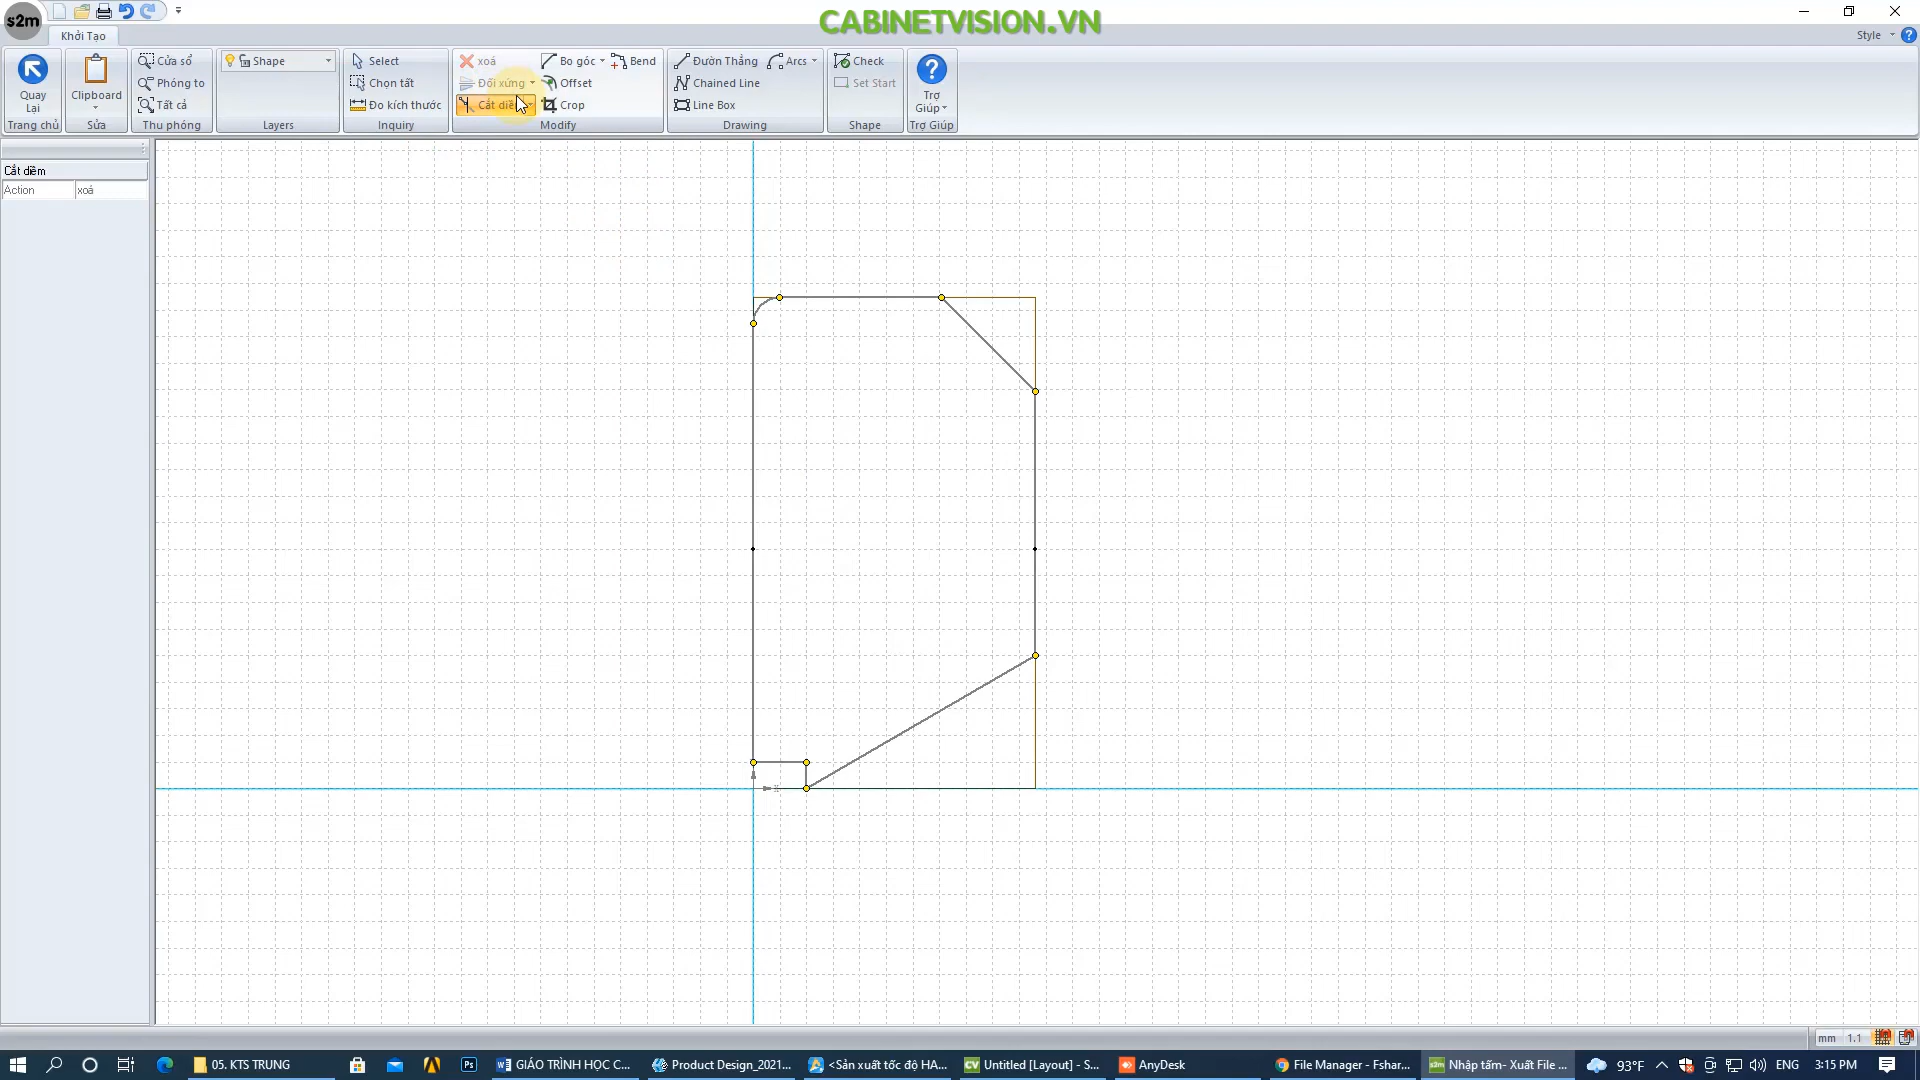 s2m
CABINETVISION.VN
Khởi Tạo
Style
Quay Lại
Trang chủ
Clipboard
Sửa
Cửa sổ
Phóng to
Tất cả
Thu phóng
Shape
Layers
Select
Chọn tất
Đo kích thước
Inquiry
xoá
Đối xứng
Bo góc
Offset
Crop
Bend
Modify
Đườn Thẳng
Arcs
Chained Line
Line Box
Drawing
Check
Set Start
Shape
Trợ Giúp
Trợ Giúp
Cắt diềm
Action
xoá
mm
1.1
05. KTS TRUNG
GIÁO TRÌNH HỌC C...
Product Design_2021...
<Sản xuất tốc độ HA...
Untitled [Layout] - S...
AnyDesk
File Manager - Fshar...
Nhập tấm- Xuất File ...
93°F
ENG
3:15 PM